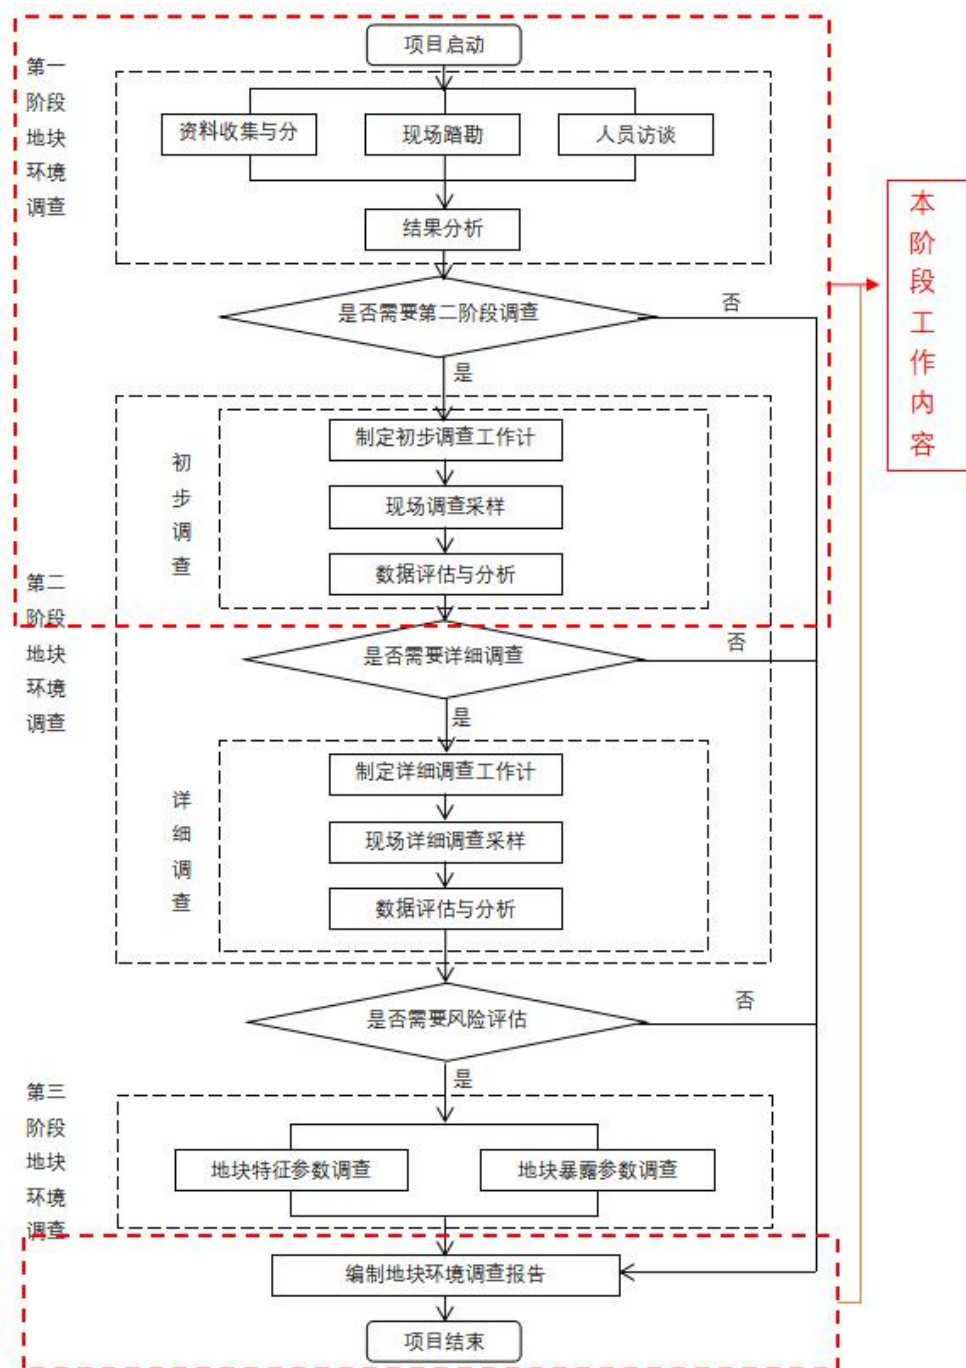 项目启动
第一
阶段
地块
环境
调查
资料收集与分
现场踏勘
人员访谈
结果分析
是否需要第二阶段调查
否
是
本
阶
段
工
作
内
容
初
步
调
查
制定初步调查工作计
现场调查采样
数据评估与分析
第二
阶段
地块
环境
调查
是否需要详细调查
否
是
详
细
调
查
制定详细调查工作计
现场详细调查采样
数据评估与分析
是否需要风险评估
否
是
第三
阶段
地块
环境
调查
地块特征参数调查
地块暴露参数调查
编制地块环境调查报告
项目结束